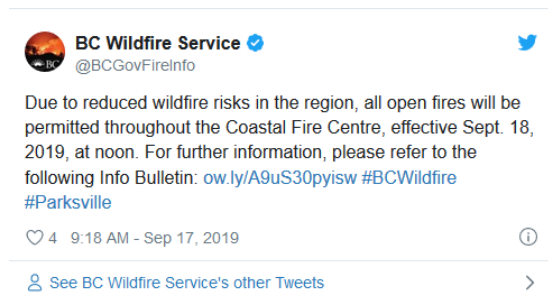 BC Wildfire Service
@BCGovFireInfo
BC
Due to reduced wildfire risks in the region, all open fires will be
permitted throughout the Coastal Fire Centre, effective Sept. 18,
2019, at noon. For further information, please refer to the
following Info Bulletin: ow.ly/A9uS30pyisw #BCWildfire
#Parksville
4 9:18 AM - Sep 17, 2019
See BC Wildfire Service's other Tweets